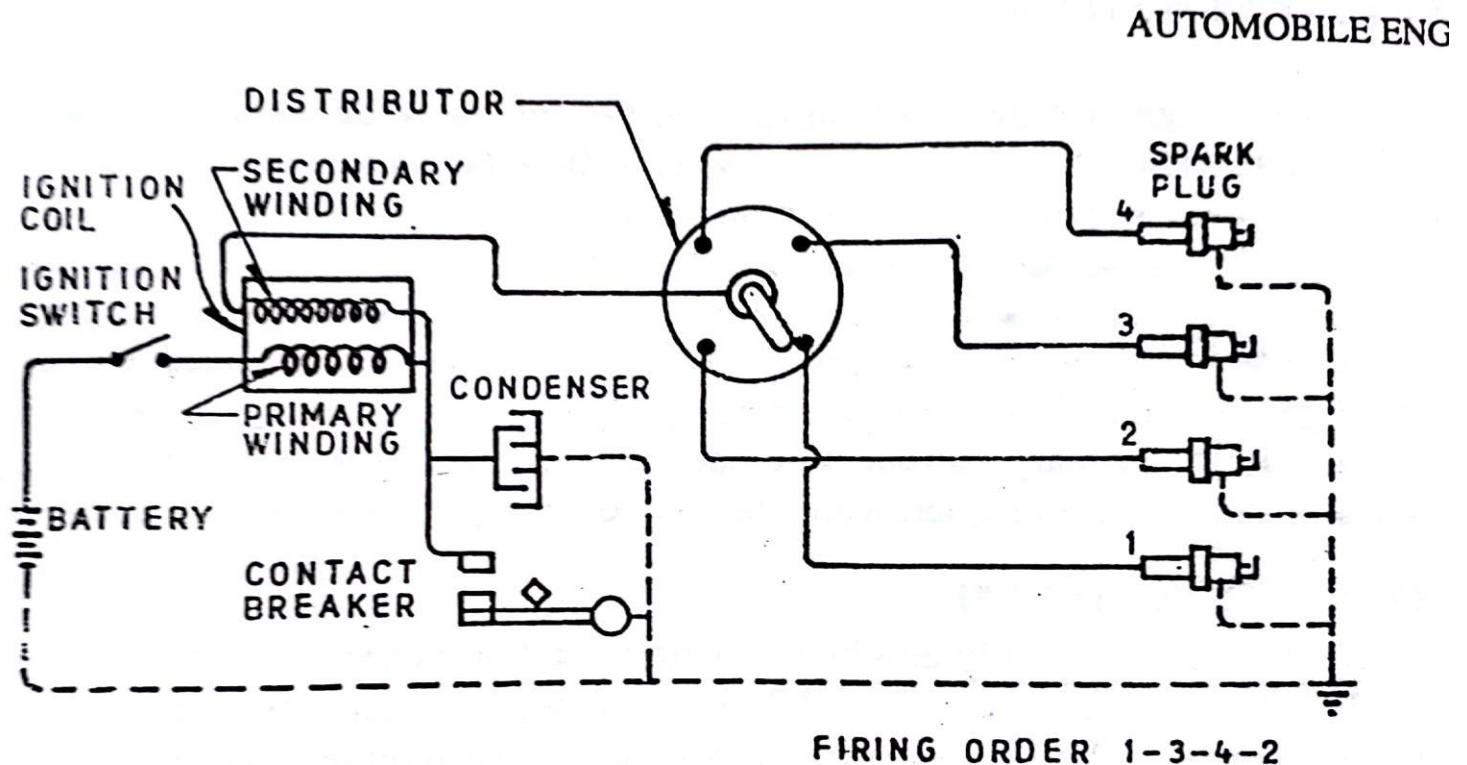 AUTOMOBILE ENG
DISTRIBUTOR
SECONDARY
WINDING
IGNITION
COIL
IGNITION
SWITCH
PRIMARY
WINDING
CONDENSER
BATTERY
CONTACT
BREAKER
SPARK
PLUG
4
3
2
1
FIRING ORDER 1-3-4-2